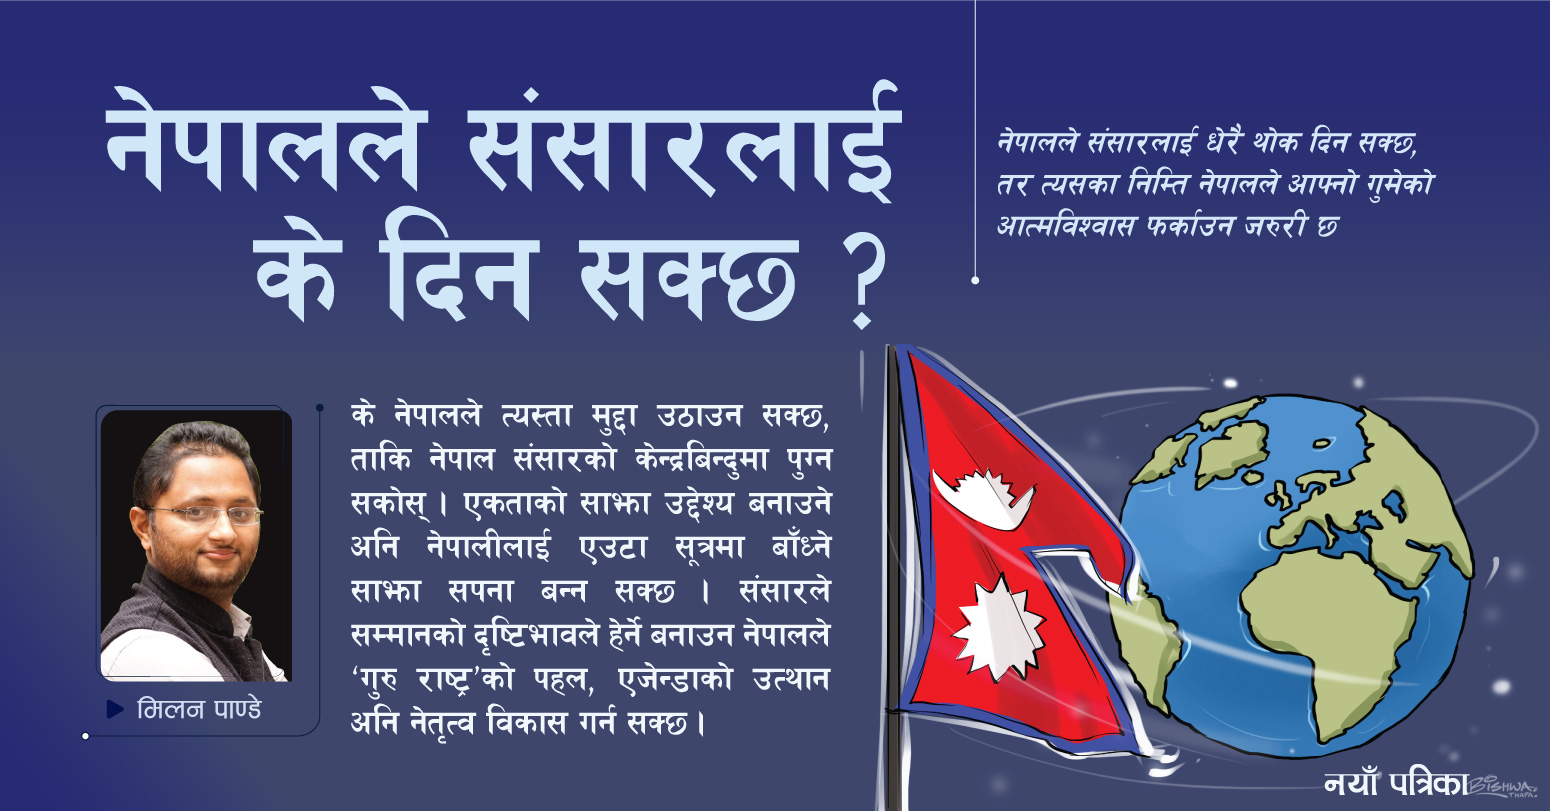 नेपालले संसारलाई
के दिन सक्छ ?
नेपालले संसारलाई धेरै थोक दिन सक्छ,
तर त्यसका निम्ति नेपालले आफ्नो गुमेको
आत्मविश्वास फर्काउन जरुरी छ
के नेपालले त्यस्ता मुद्दा उठाउन सक्छ,
ताकि नेपाल संसारको केन्द्रबिन्दुमा पुग्न
सकोस् । एकताको साझा उद्देश्य बनाउने
अनि नेपालीलाई एउटा सूत्रमा बाँध्ने
साझा सपना बन्न सक्छ । संसारले
सम्मानको दृष्टिभावले हेर्ने बनाउन नेपालले
‘गुरु राष्ट्र’को पहल, एजेन्डाको उत्थान
अनि नेतृत्व विकास गर्न सक्छ ।
मिलन पाण्डे
नयाँ पत्रिका
BISHWA
THAPA